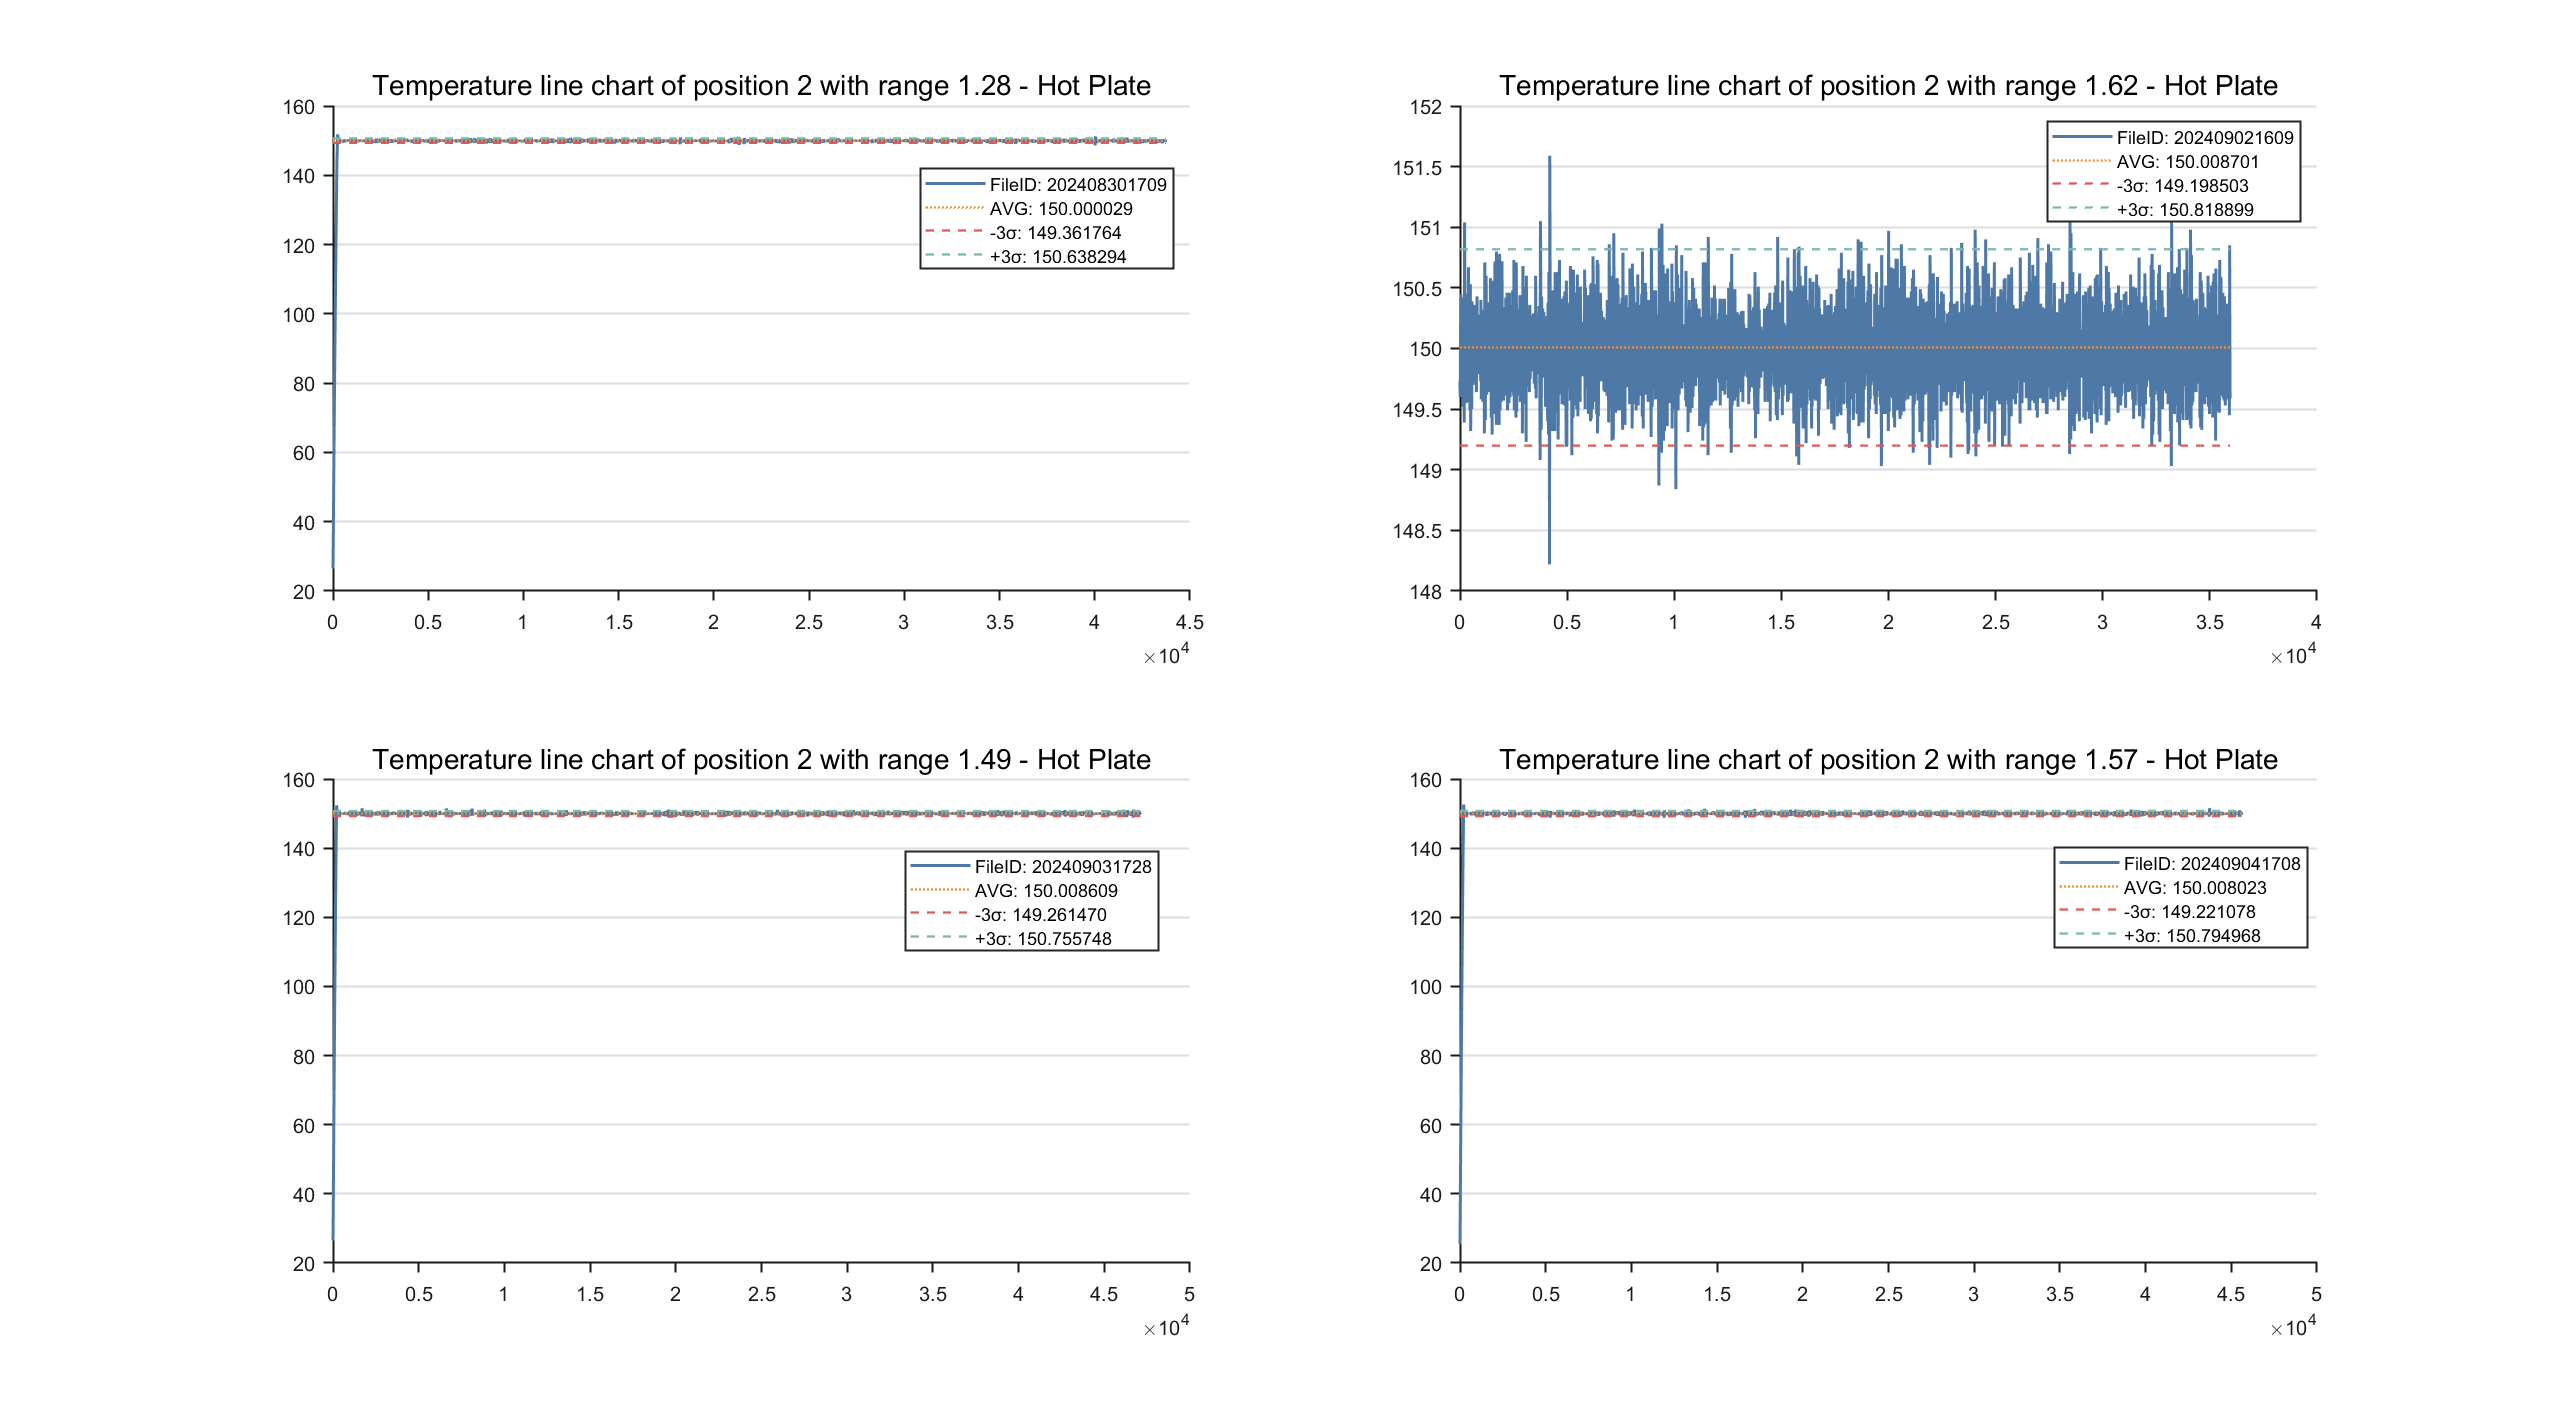 Temperature line chart of position 2 with range 1.28 - Hot Plate
160
140
120
100
80
60
40
20
0 0.5 1 1.5 2 2.5 3 3.5 4 4.5
×10⁴
FileID: 202408301709
AVG: 150.000029
-3σ: 149.361764
+3σ: 150.638294
Temperature line chart of position 2 with range 1.62 - Hot Plate
152
151.5
151
150.5
150
149.5
149
148.5
148
0 0.5 1 1.5 2 2.5 3 3.5 4
×10⁴
FileID: 202409021609
AVG: 150.008701
-3σ: 149.198503
+3σ: 150.818899
Temperature line chart of position 2 with range 1.49 - Hot Plate
160
140
120
100
80
60
40
20
0 0.5 1 1.5 2 2.5 3 3.5 4 4.5 5
×10⁴
FileID: 202409031728
AVG: 150.008609
-3σ: 149.261470
+3σ: 150.755748
Temperature line chart of position 2 with range 1.57 - Hot Plate
160
140
120
100
80
60
40
20
0 0.5 1 1.5 2 2.5 3 3.5 4 4.5 5
×10⁴
FileID: 202409041708
AVG: 150.008023
-3σ: 149.221078
+3σ: 150.794968